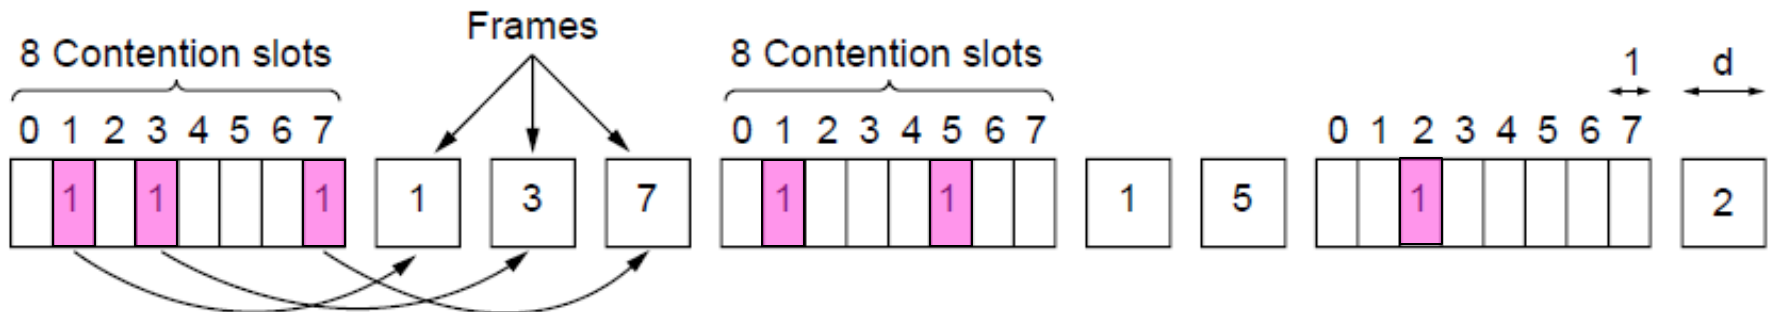 Frames
8 Contention slots 8 Contention slots 1 d
0 1 2 3 4 5 6 7 0 1 2 3 4 5 6 7 0 1 2 3 4 5 6 7
1 1 1 1 3 7 1 1 1 5 1 2